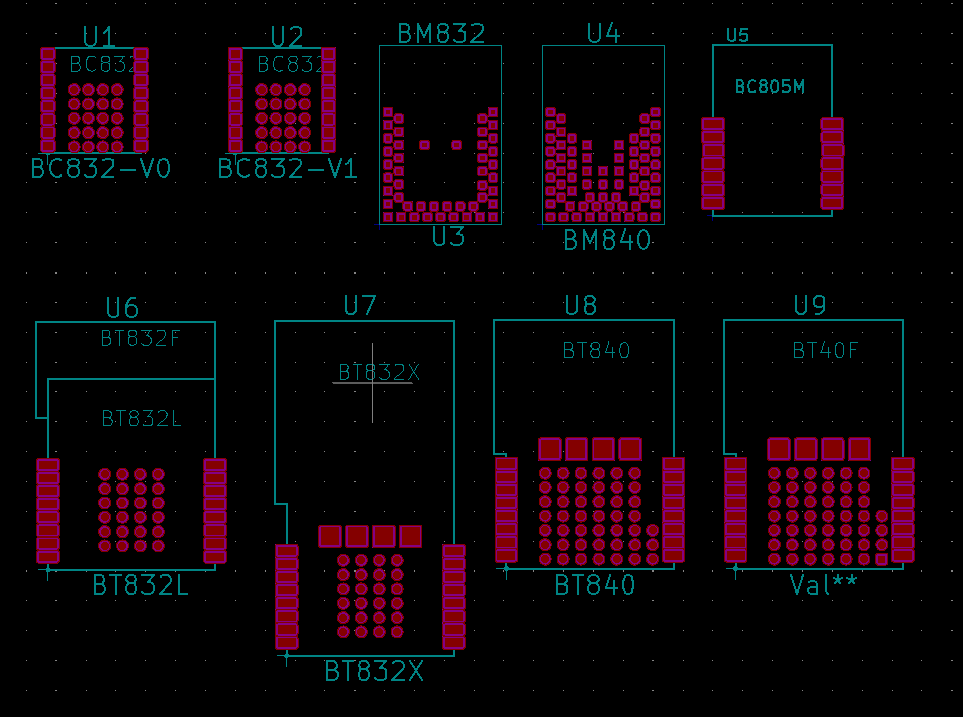 U1
BC832
BC832-V0
U2
BC832
BC832-V1
BM832
U3
U4
BM840
U5
BC805M
U6
BT832F
BT832L
BT832L
U7
BT832X
BT832X
U8
BT840
BT840
U9
BT40F
Val**